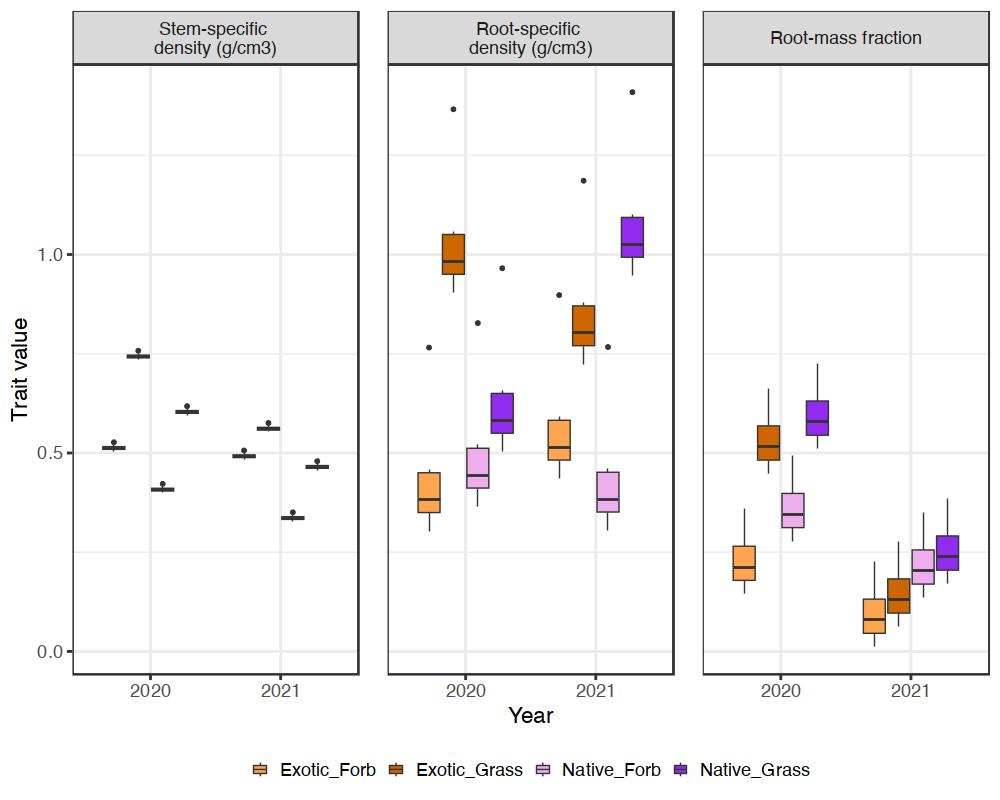 Stem-specific
density (g/cm3)
Root-specific
density (g/cm3)
Root-mass fraction
Trait value
1.0
0.5
0.0
2020
2021
2020
2021
2020
2021
Year
Exotic_Forb
Exotic_Grass
Native_Forb
Native_Grass